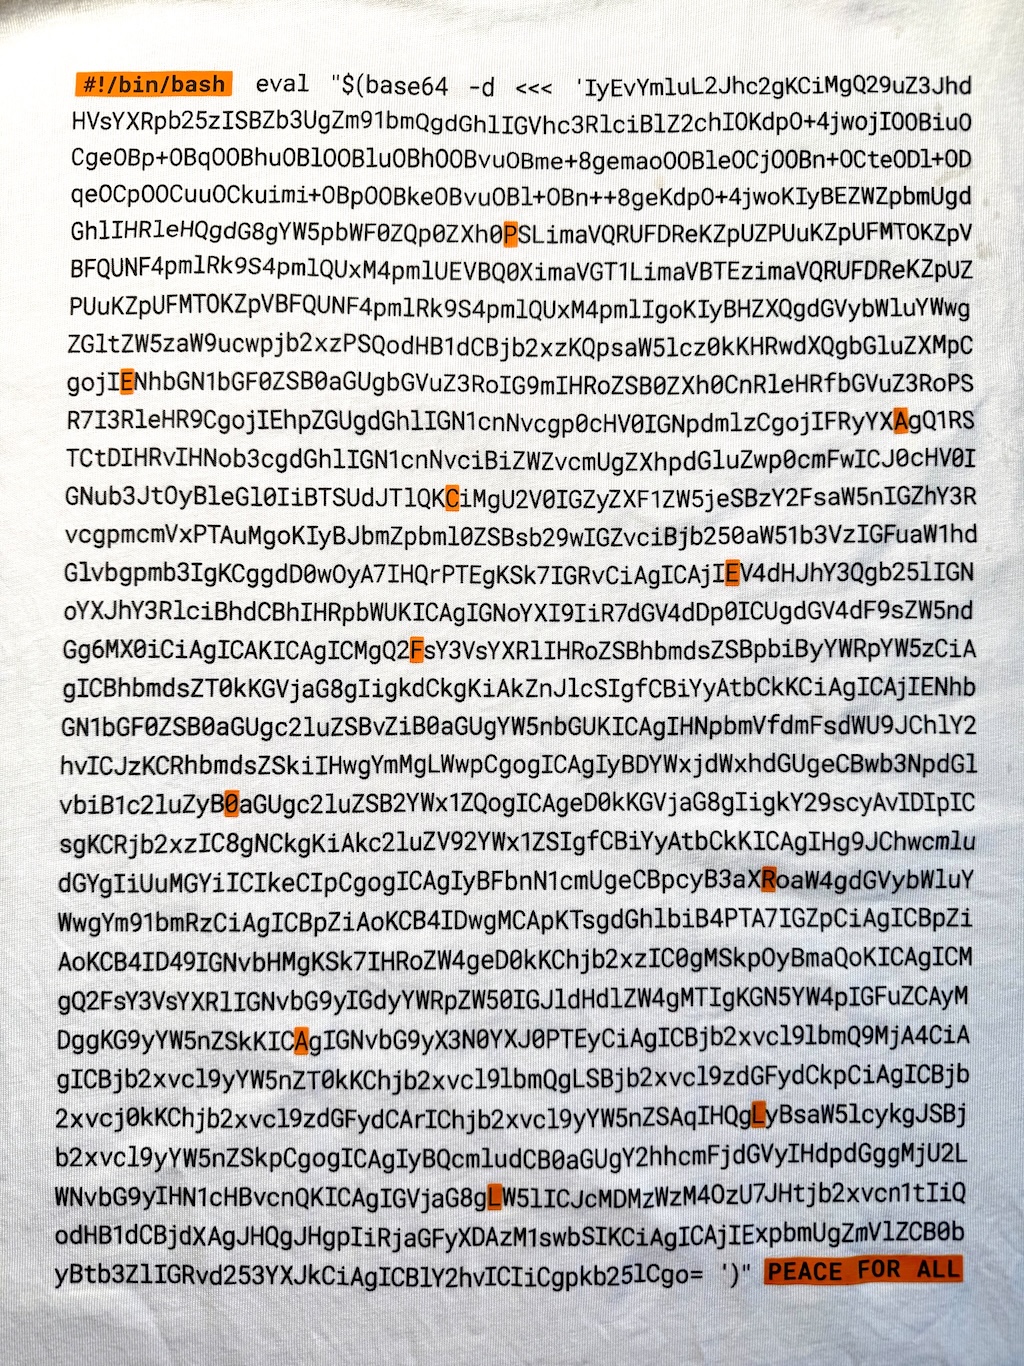 #!/bin/bash eval "$(base64 -d <<< 'IyEvYmluL2Jhc2gKCiMgQ29uZ3Jhd
HVsYXRpb25zISBZb3UgZm91bmQgdGhlIGVhc3RlciBlZ2chIOKdpO+4jwojIOOBiuO
CgeOBp+OBqOOBhuOBlOOBluOBhOOBvuOBme+8gemaoOOBleOCjOOBn+OCteODl+OD
qeOCpOOCuuOCkuimi+OBpOOBkeOBvuOBl+OBn++8geKdpO+4jwoKIyBEZWZpbmUgd
GhlIHRleHQgdG8gYW5pbWF0ZQp0ZXh0PSLimaVQRUFDReKZpUZPUuKZpUFMTOKZpV
BFQUNF4pmlRk9S4pmlQUxM4pmlUEVBQ0XimaVGT1LimaVBTEzimaVQRUFDReKZpUZ
PUuKZpUFMTOKZpVBFQUNF4pmlRk9S4pmlQUxM4pmlIgoKIyBHZXQgdGVybWluYWwg
ZGltZW5zaW9ucwpjb2xzPSQodHB1dCBjb2xzKQpsaW5lcz0kKHRwdXQgbGluZXMpC
gojIENhbGN1bGF0ZSB0aGUgbGVuZ3RoIG9mIHRoZSB0ZXh0CnRleHRfbGVuZ3RoPS
R7I3RleHR9CgojIEhpZGUgdGhlIGN1cnNvcgp0cHV0IGNpdmlzCgojIFRyYXAgQ1RS
TCtDIHRvIHNob3cgdGhlIGN1cnNvciBiZWZvcmUgZXhpdGluZwp0cmFwICJ0cHV0I
GNub3JtOyBleGl0IiBTSUdJTlQKCiMgU2V0IGZyZXF1ZW5jeSBzY2FsaW5nIGZhY3R
vcgpmcmVxPTAuMgoKIyBJbmZpbml0ZSBsb29wIGZvciBjb250aW51b3VzIGFuaW1hd
Glvbgpmb3IgKCggdD0wOyA7IHQrPTEgKSk7IGRvCiAgICAjIEV4dHJhY3Qgb25lIGN
oYXJhY3RlciBhdCBhIHRpbWUKICAgIGNoYXI9IiR7dGV4dDp0ICUgdGV4dF9sZW5nd
Gg6MX0iCiAgICAKICAgICMgQ2FsY3VsYXRlIHRoZSBhbmdsZSBpbiByYWRpYW5zCiA
gICBhbmdsZT0kKGVjaG8gIigkdCkgKiAkZnJlcSIgfCBiYyAtbCkKCiAgICAjIENhb
GN1bGF0ZSB0aGUgc2luZSBvZiB0aGUgYW5nbGUKICAgIHNpbmVfdmFsdWU9JChlY2
hvICJzKCRhbmdsZSkiIHwgYmMgLWwpCgogICAgIyBDYWxjdWxhdGUgeCBwb3NpdGl
vbiB1c2luZyB0aGUgc2luZSB2YWx1ZQogICAgeD0kKGVjaG8gIigkY29scyAvIDIpIC
sgKCRjb2xzIC8gNCkgKiAkc2luZV92YWx1ZSIgfCBiYyAtbCkKICAgIHg9JChwcmlu
dGYgIiUuMGYiICIkeCIpCgogICAgIyBFbnN1cmUgeCBpcyB3aXRoaW4gdGVybWluY
WwgYm91bmRzCiAgICBpZiAoKCB4IDwgMCApKTsgdGhlbiB4PTA7IGZpCiAgICBpZi
AoKCB4ID49IGNvbHMgKSk7IHRoZW4geD0kKChjb2xzIC0gMSkpOyBmaQoKICAgICM
gQ2FsY3VsYXRlIGNvbG9yIGdyYWRpZW50IGJldHdlZW4gMTIgKGN5YW4pIGFuZCAyM
DggKG9yYW5nZSkKICAgIGNvbG9yX3N0YXJ0PTEyCiAgICBjb2xvcl9lbmQ9MjA4CiA
gICBjb2xvcl9yYW5nZT0kKChjb2xvcl9lbmQgLSBjb2xvcl9zdGFydCkpCiAgICBjb
2xvcj0kKChjb2xvcl9zdGFydCArIChjb2xvcl9yYW5nZSAqIHQgLyBsaW5lcykgJSBj
b2xvcl9yYW5nZSkpCgogICAgIyBQcmludCB0aGUgY2hhcmFjdGVyIHdpdGggMjU2L
WNvbG9yIHN1cHBvcnQKICAgIGVjaG8gLW5lICJcMDMzWzM4OzU7JHtjb2xvcn1tIiQ
odHB1dCBjdXAgJHQgJHgpIiRjaGFyXDAzM1swbSIKCiAgICAjIExpbmUgZmVlZCB0b
yBtb3ZlIGRvd253YXJkCiAgICBlY2hvICIiCgpkb25lCgo= ')" PEACE FOR ALL